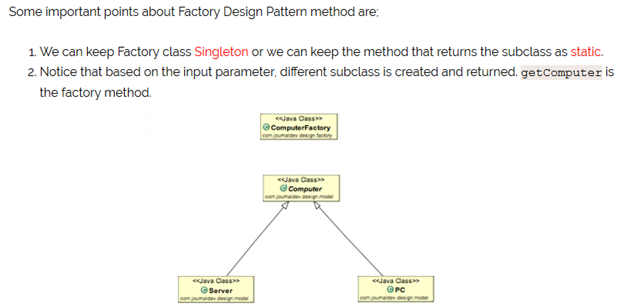 Some important points about Factory Design Pattern method are;
1. We can keep Factory class Singleton or we can keep the method that returns the subclass as static.
2. Notice that based on the input parameter, different subclass is created and returned. getComputer is
the factory method.
<<Java Class>>
ComputerFactory
com.journaldev.design.factory
<<Java Class>>
Computer
com.journaldev.design.model
<<Java Class>>
Server
com.journaldev.design.model
<<Java Class>>
PC
com.journaldev.design.model